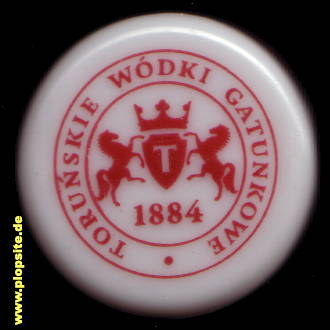 TORUŃSKIE WÓDKI GATUNKOWE
T
1884
www.plopsite.de